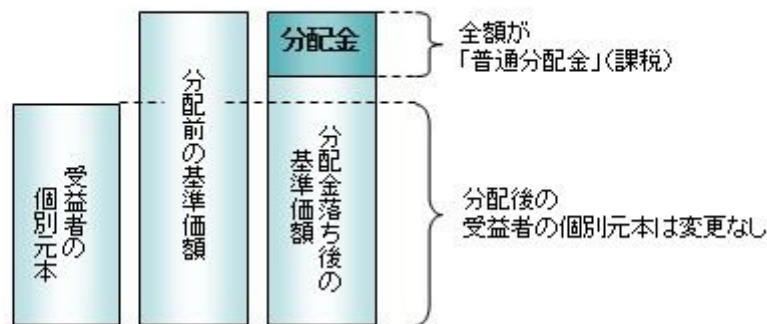 分配金
全額が
「普通分配金」(課税)
受益者の
個別元本
分配前の基準価額
分配金落ち後の
基準価額
分配後の
受益者の個別元本は変更なし